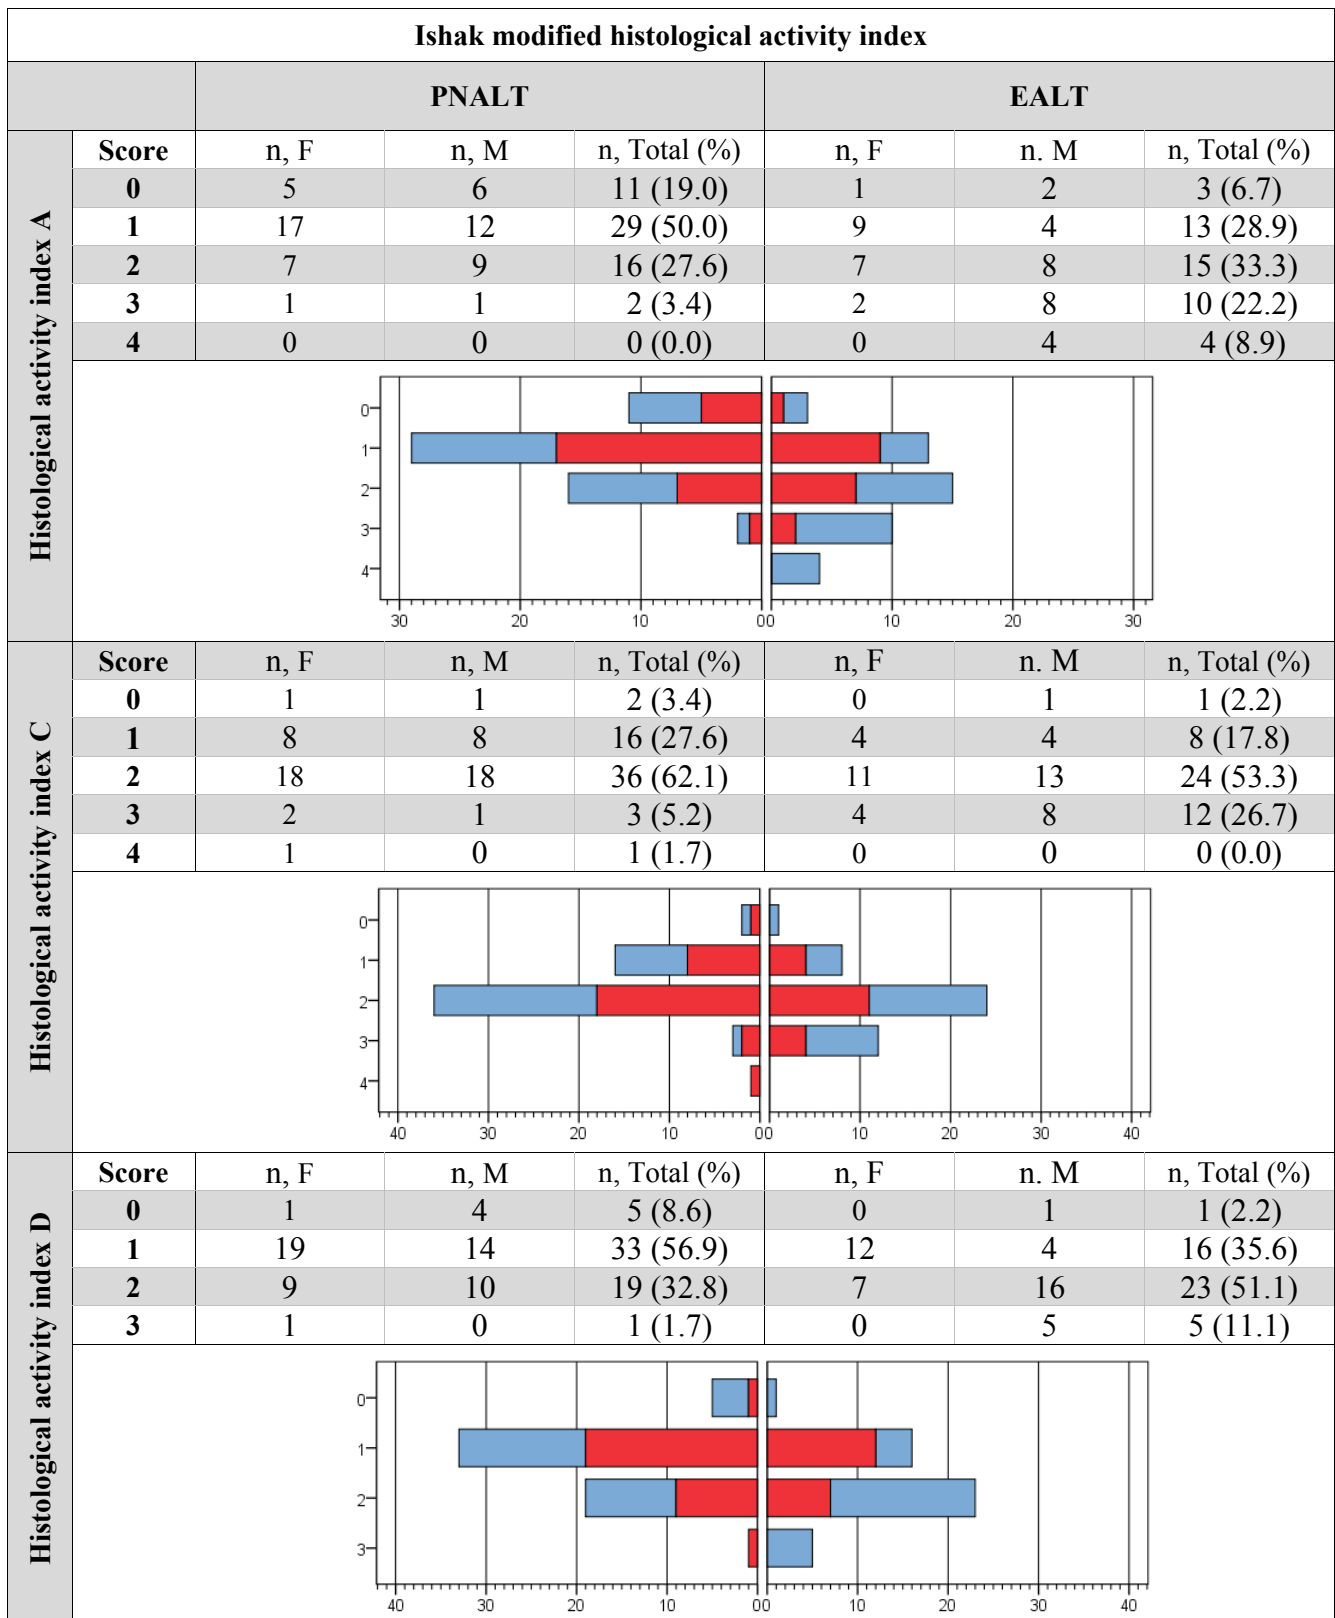 Ishak modified histological activity index
PNALT EALT
Histological activity index A
Score n, F n, M n, Total (%) n, F n. M n, Total (%)
0 5 6 11 (19.0) 1 2 3 (6.7)
1 17 12 29 (50.0) 9 4 13 (28.9)
2 7 9 16 (27.6) 7 8 15 (33.3)
3 1 1 2 (3.4) 2 8 10 (22.2)
4 0 0 0 (0.0) 0 4 4 (8.9)
0
1
2
3
4
30 20 10 0 0 10 20 30
Histological activity index C
Score n, F n, M n, Total (%) n, F n. M n, Total (%)
0 1 1 2 (3.4) 0 1 1 (2.2)
1 8 8 16 (27.6) 4 4 8 (17.8)
2 18 18 36 (62.1) 11 13 24 (53.3)
3 2 1 3 (5.2) 4 8 12 (26.7)
4 1 0 1 (1.7) 0 0 0 (0.0)
0
1
2
3
4
40 30 20 10 0 0 10 20 30 40
Histological activity index D
Score n, F n, M n, Total (%) n, F n. M n, Total (%)
0 1 4 5 (8.6) 0 1 1 (2.2)
1 19 14 33 (56.9) 12 4 16 (35.6)
2 9 10 19 (32.8) 7 16 23 (51.1)
3 1 0 1 (1.7) 0 5 5 (11.1)
0
1
2
3
40 30 20 10 0 0 10 20 30 40